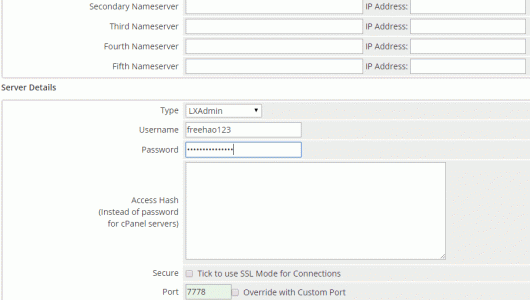 Secondary Nameserver IP Address:
Third Nameserver IP Address:
Fourth Nameserver IP Address:
Fifth Nameserver IP Address:
Server Details
Type LXAdmin
Username freehao123
Password ••••••••••••••
Access Hash
(Instead of password
for cPanel servers)
Secure Tick to use SSL Mode for Connections
Port 7778 Override with Custom Port